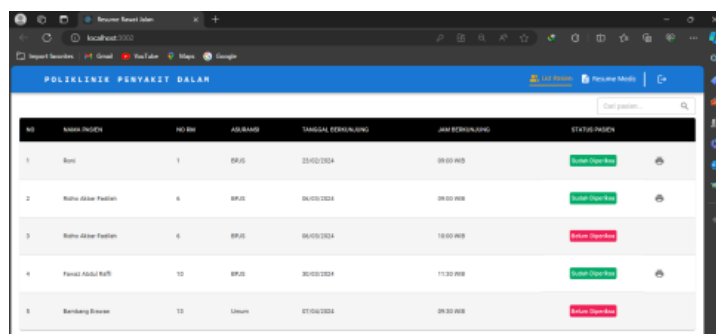 Resume Rawat Jalan
localhost:3002
Import favorites Gmail YouTube Maps Google
POLIKLINIK PENYAKIT DALAM List Pasien Resume Medis
Cari pasien...
NO NAMA PASIEN NO RM ASURANSI TANGGAL BERKUNJUNG JAM BERKUNJUNG STATUS PASIEN
1 Roni 1 BPJS 23/02/2024 09:00 WIB Sudah Diperiksa
2 Ridho Akbar Fadilah 6 BPJS 06/03/2024 09:00 WIB Sudah Diperiksa
3 Ridho Akbar Fadilah 6 BPJS 06/03/2024 10:00 WIB Belum Diperiksa
4 Fawaz Abdul Raffi 10 BPJS 30/03/2024 11:30 WIB Sudah Diperiksa
5 Bambang 13 Umum 07/04/2024 09:30 WIB Belum Diperiksa